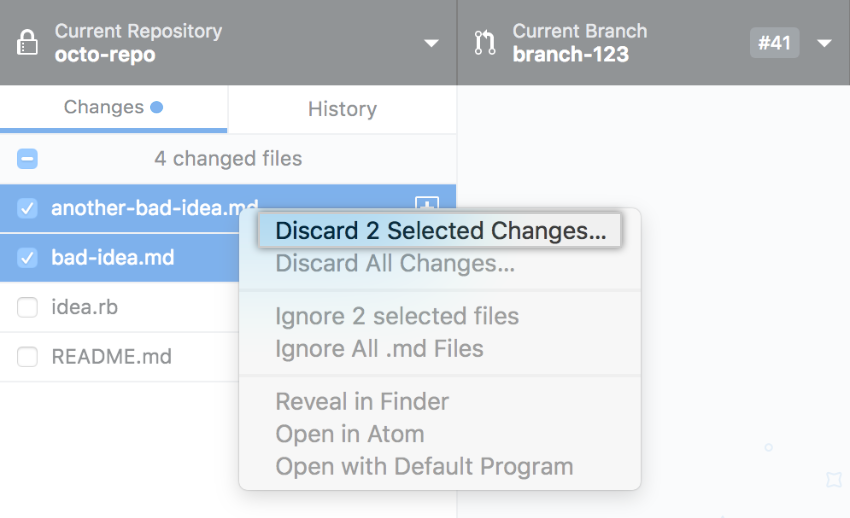 Current Repository
octo-repo
Current Branch
branch-123
#41
Changes
History
4 changed files
another-bad-idea.md
bad-idea.md
idea.rb
README.md
Discard 2 Selected Changes...
Discard All Changes...
Ignore 2 selected files
Ignore All .md Files
Reveal in Finder
Open in Atom
Open with Default Program